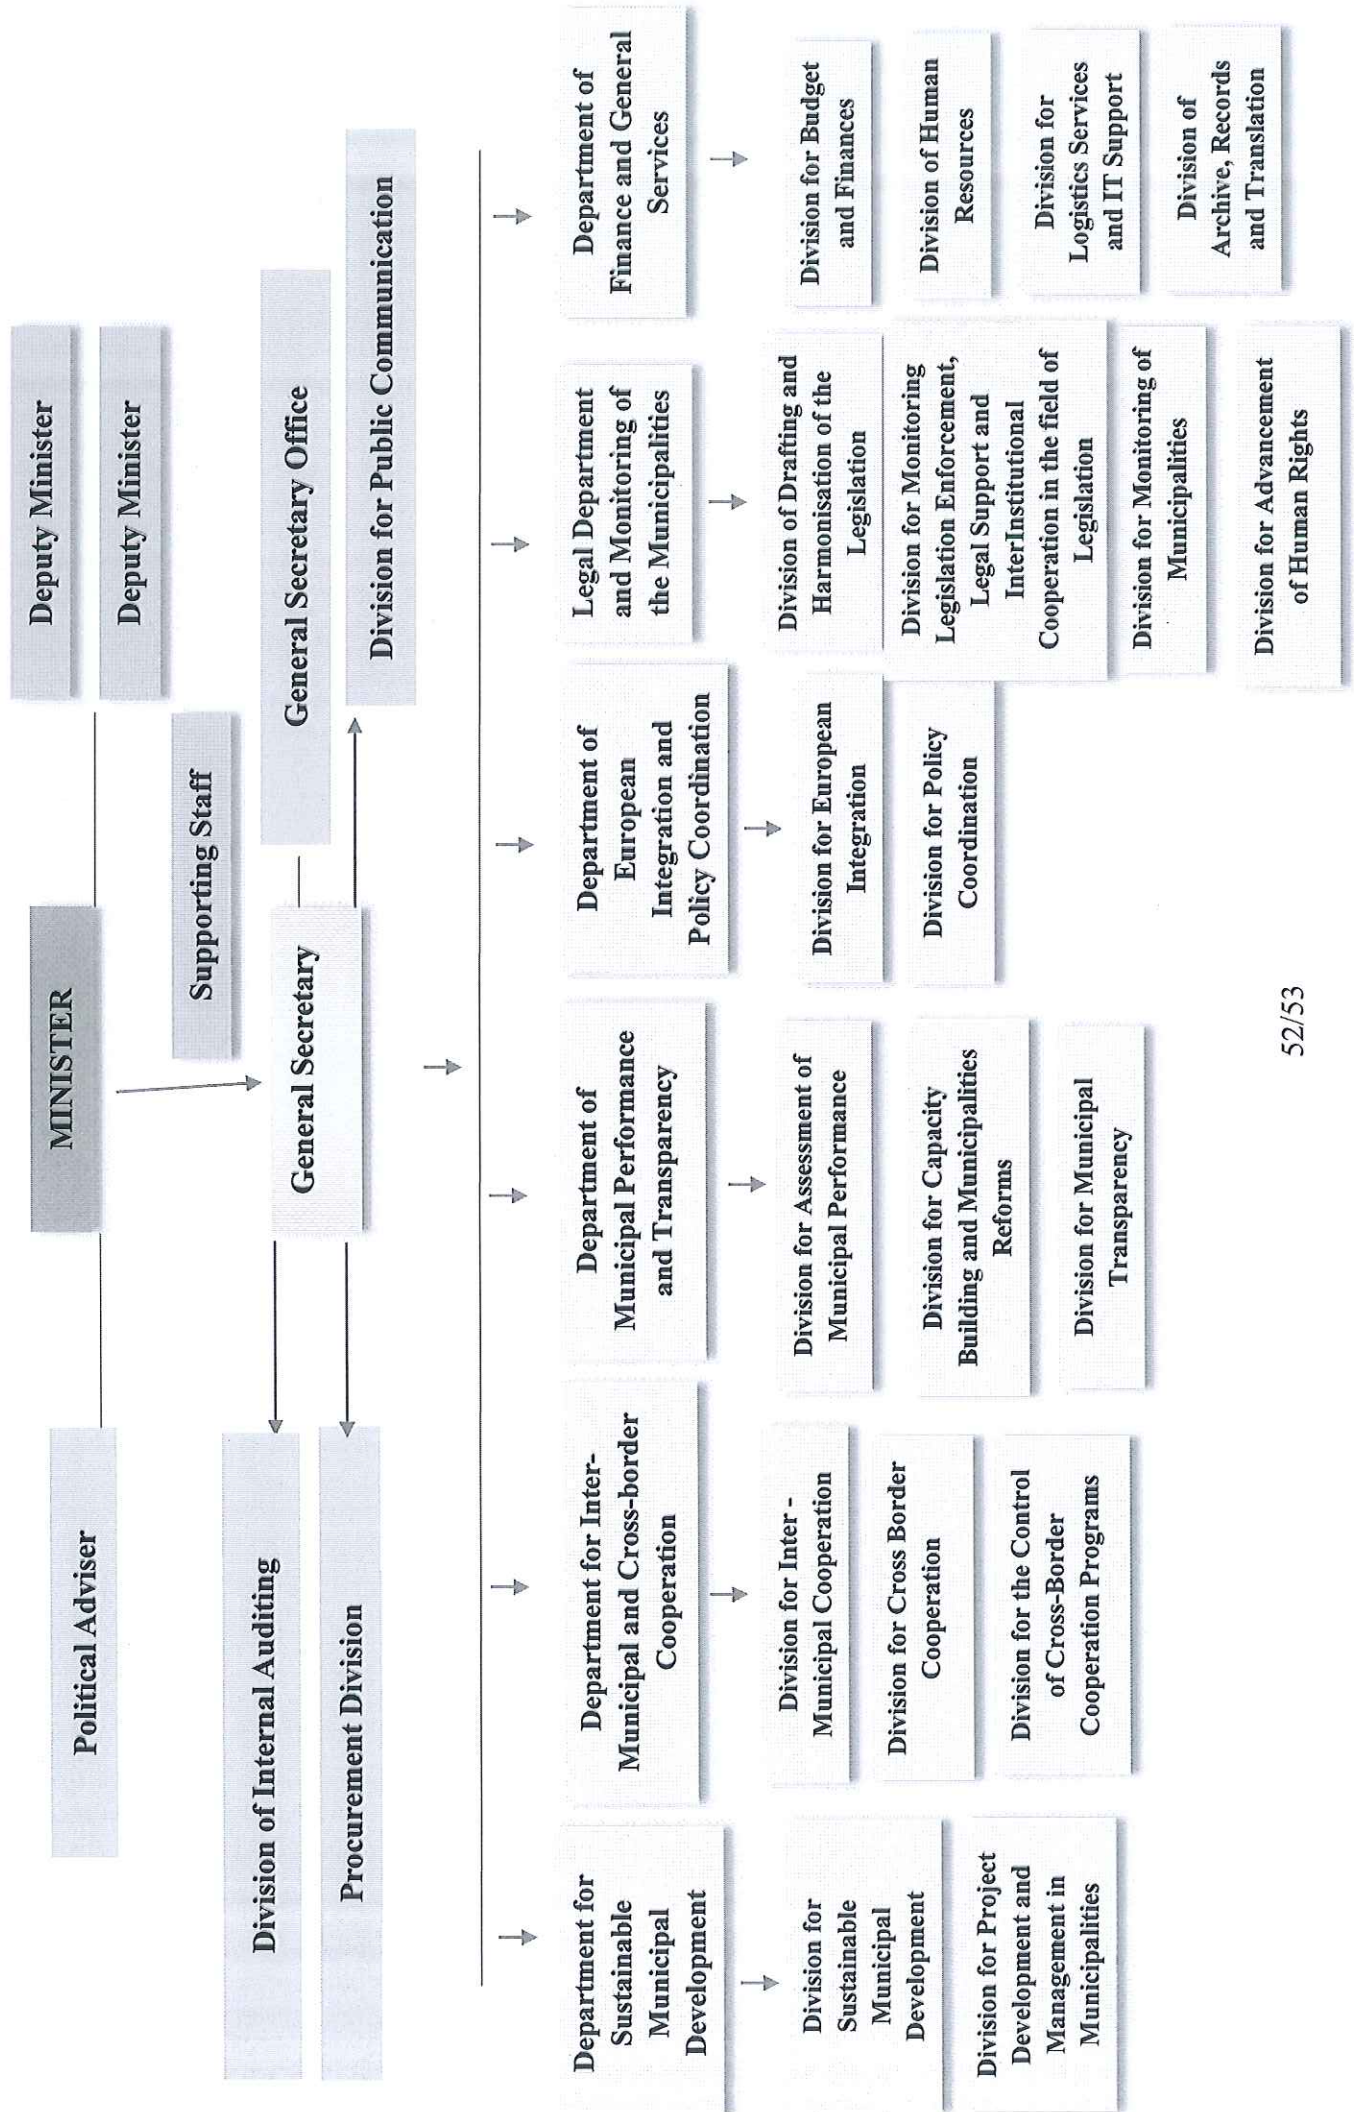 MINISTER
Political Adviser
Deputy Minister
Deputy Minister
Supporting Staff
General Secretary
General Secretary Office
Division for Public Communication
Division of Internal Auditing
Procurement Division
Department for
Sustainable
Municipal
Development
Division for
Sustainable
Municipal
Development
Division for Project
Development and
Management in
Municipalities
Department for Inter-
Municipal and Cross-border
Cooperation
Division for Inter -
Municipal Cooperation
Division for Cross Border
Cooperation
Division for the Control
of Cross-Border
Cooperation Programs
Department of
Municipal Performance
and Transparency
Division for Assessment of
Municipal Performance
Division for Capacity
Building and Municipalities
Reforms
Division for Municipal
Transparency
Department of
European
Integration and
Policy Coordination
Division for European
Integration
Division for Policy
Coordination
Legal Department
and Monitoring of
the Municipalities
Division of Drafting and
Harmonisation of the
Legislation
Division for Monitoring
Legislation Enforcement,
Legal Support and
InterInstitutional
Cooperation in the field of
Legislation
Division for Monitoring of
Municipalities
Division for Advancement
of Human Rights
Department of
Finance and General
Services
Division for Budget
and Finances
Division of Human
Resources
Division for
Logistics Services
and IT Support
Division of
Archive, Records
and Translation
52/53